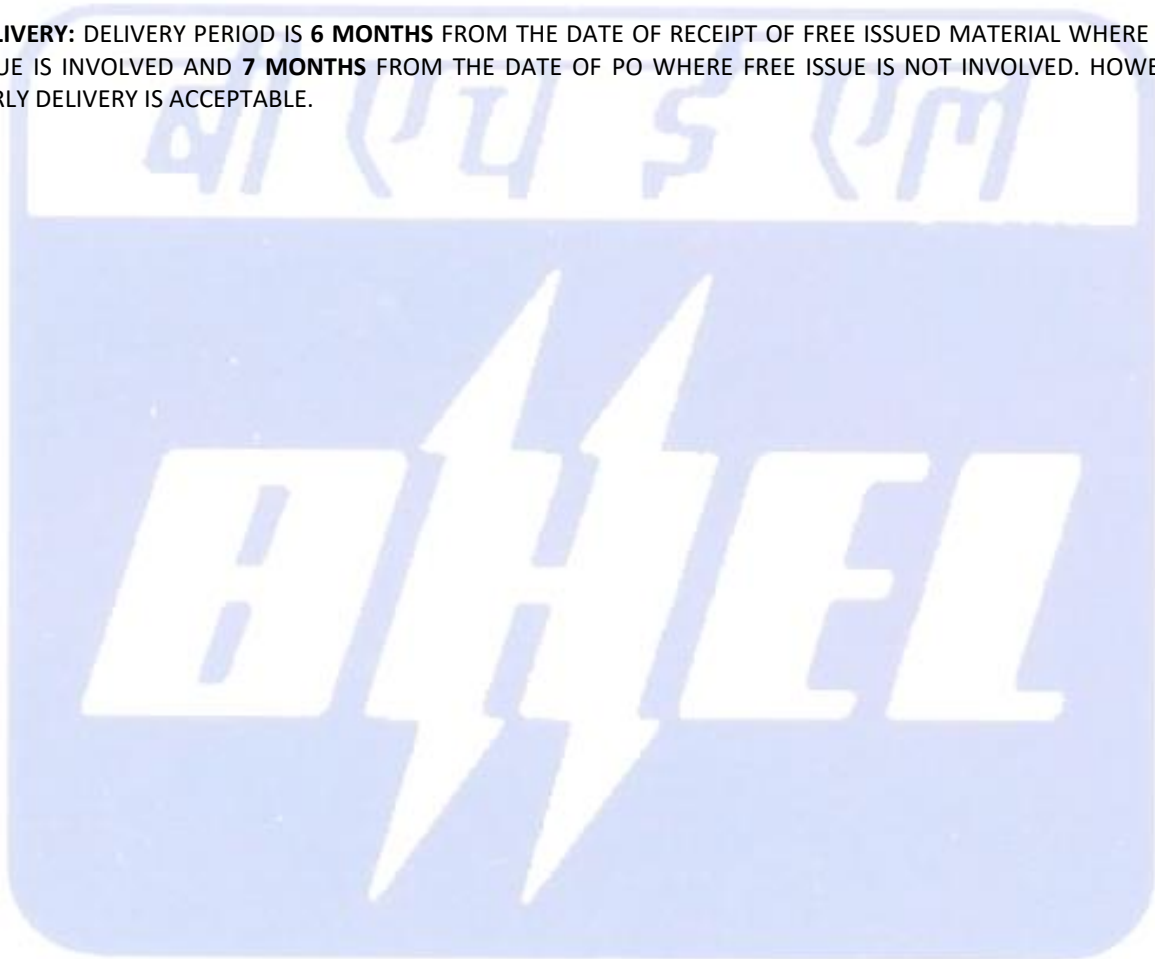 LIVERY: DELIVERY PERIOD IS 6 MONTHS FROM THE DATE OF RECEIPT OF FREE ISSUED MATERIAL WHERE
UE IS INVOLVED AND 7 MONTHS FROM THE DATE OF PO WHERE FREE ISSUE IS NOT INVOLVED. HOWE
RLY DELIVERY IS ACCEPTABLE.
बी एच ई एल
BHEL